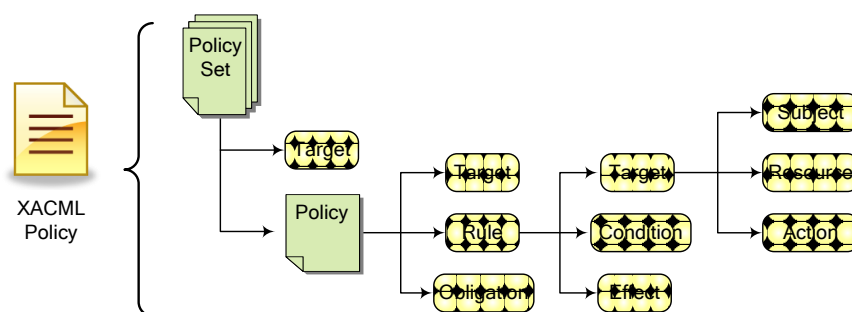 Policy
Set
Target
XACML
Policy
Policy
Target
Rule
Obligation
Target
Condition
Effect
Subject
Resource
Action